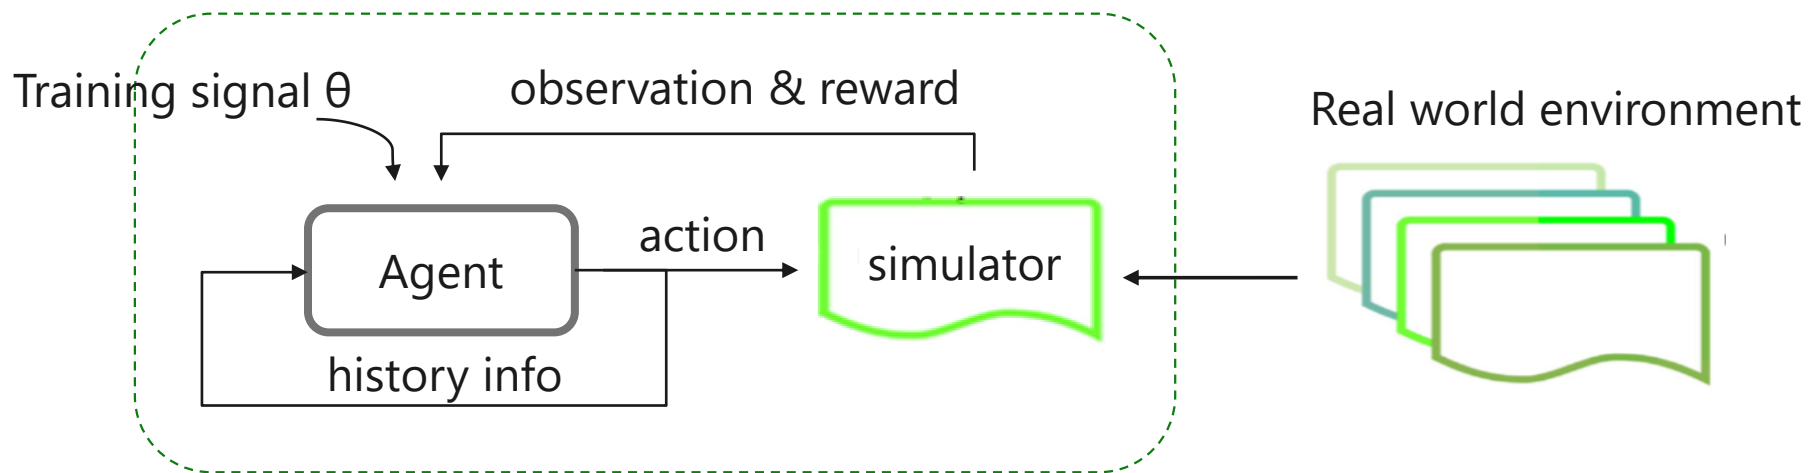 Training signal θ
observation & reward
Real world environment
action
Agent
simulator
history info